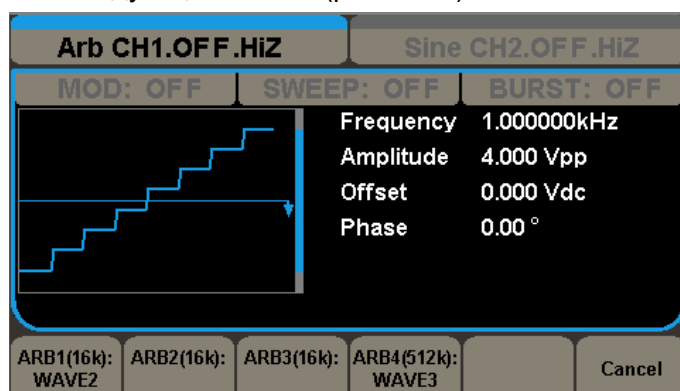 Arb CH1.OFF.HiZ
Sine CH2.OFF.HiZ
MOD: OFF
SWEEP: OFF
BURST: OFF
Frequency 1.000000kHz
Amplitude 4.000 Vpp
Offset 0.000 Vdc
Phase 0.00 °
ARB1(16k): WAVE2
ARB2(16k):
ARB3(16k):
ARB4(512k): WAVE3
Cancel